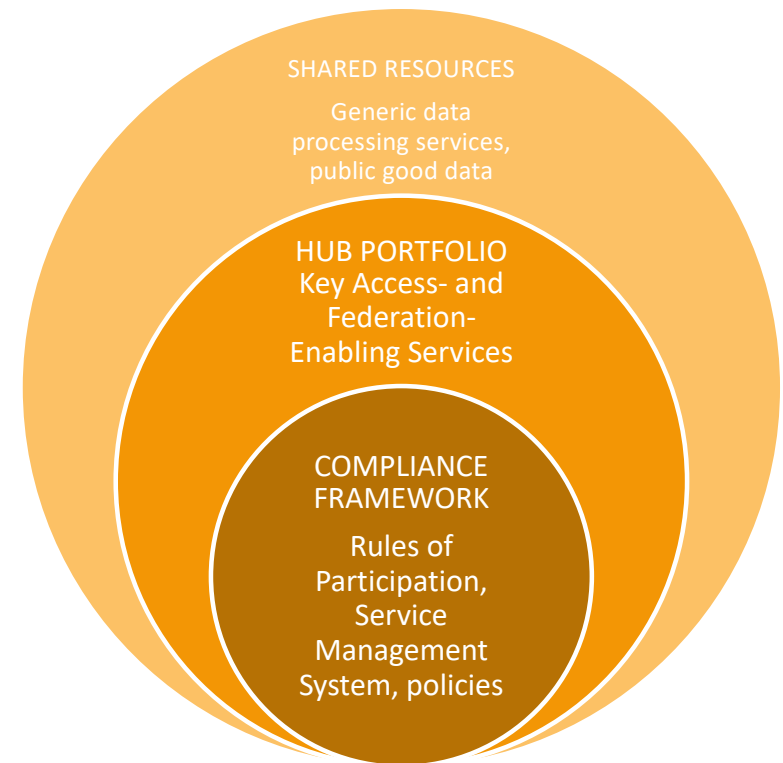 SHARED RESOURCES
Generic data
processing services,
public good data
HUB PORTFOLIO
Key Access- and
Federation-
Enabling Services
COMPLIANCE
FRAMEWORK
Rules of
Participation,
Service
Management
System, policies